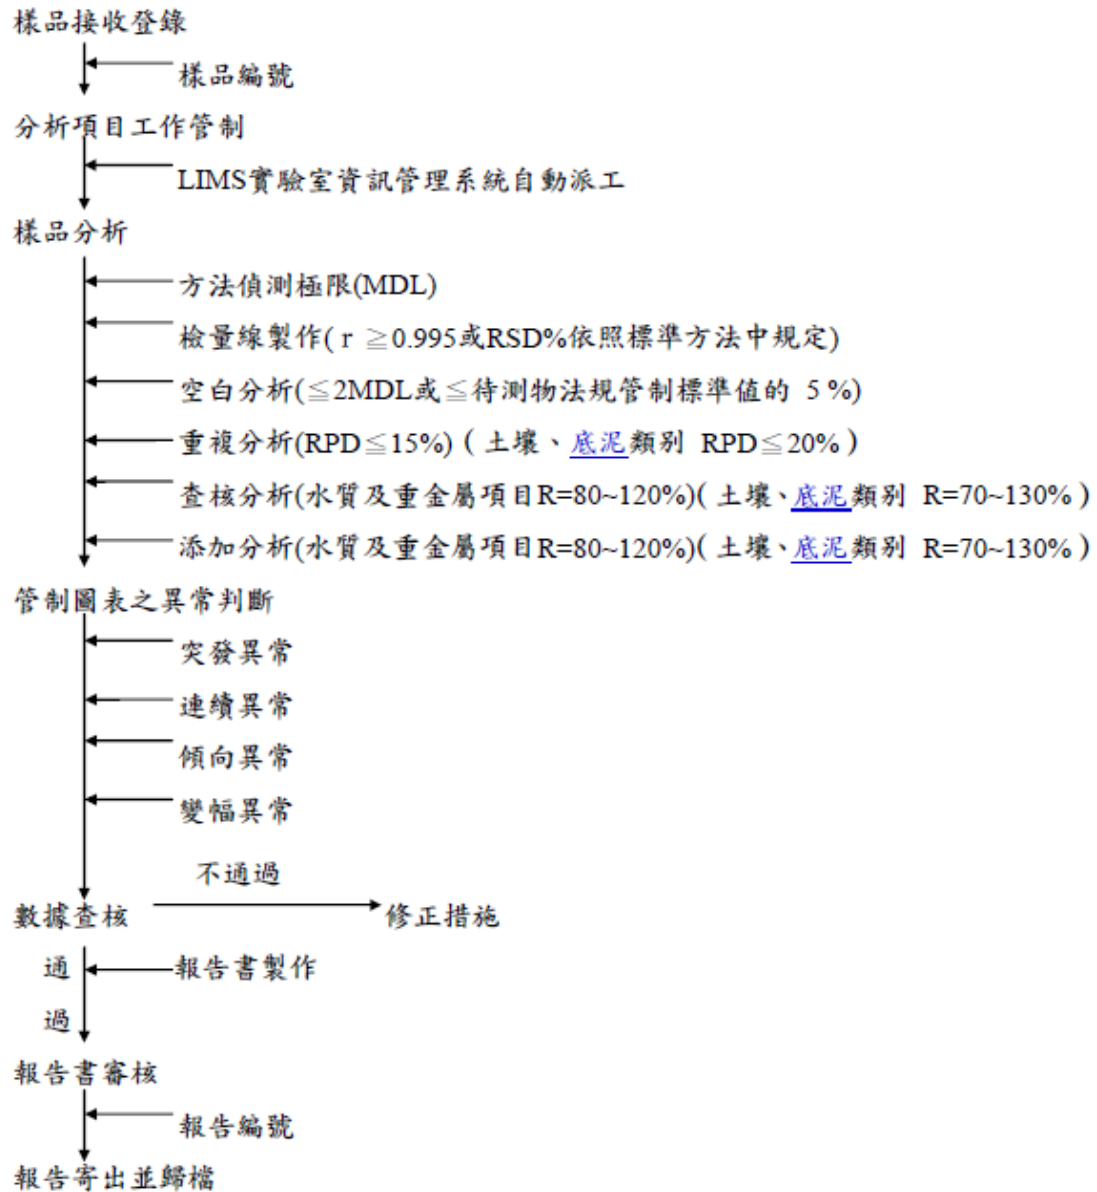 樣品接收登錄
樣品編號
分析項目工作管制
LIMS實驗室資訊管理系統自動派工
樣品分析
方法偵測極限(MDL)
檢量線製作( r ≧0.995或RSD%依照標準方法中規定)
空白分析(≦2MDL或≦待測物法規管制標準值的 5 %)
重複分析(RPD≦15%)（土壤、底泥類別 RPD≦20%）
查核分析(水質及重金屬項目R=80~120%)( 土壤、底泥類別 R=70~130% )
添加分析(水質及重金屬項目R=80~120%)( 土壤、底泥類別 R=70~130% )
管制圖表之異常判斷
突發異常
連續異常
傾向異常
變幅異常
不通過
數據查核 修正措施
通 報告書製作
過
報告書審核
報告編號
報告寄出並歸檔